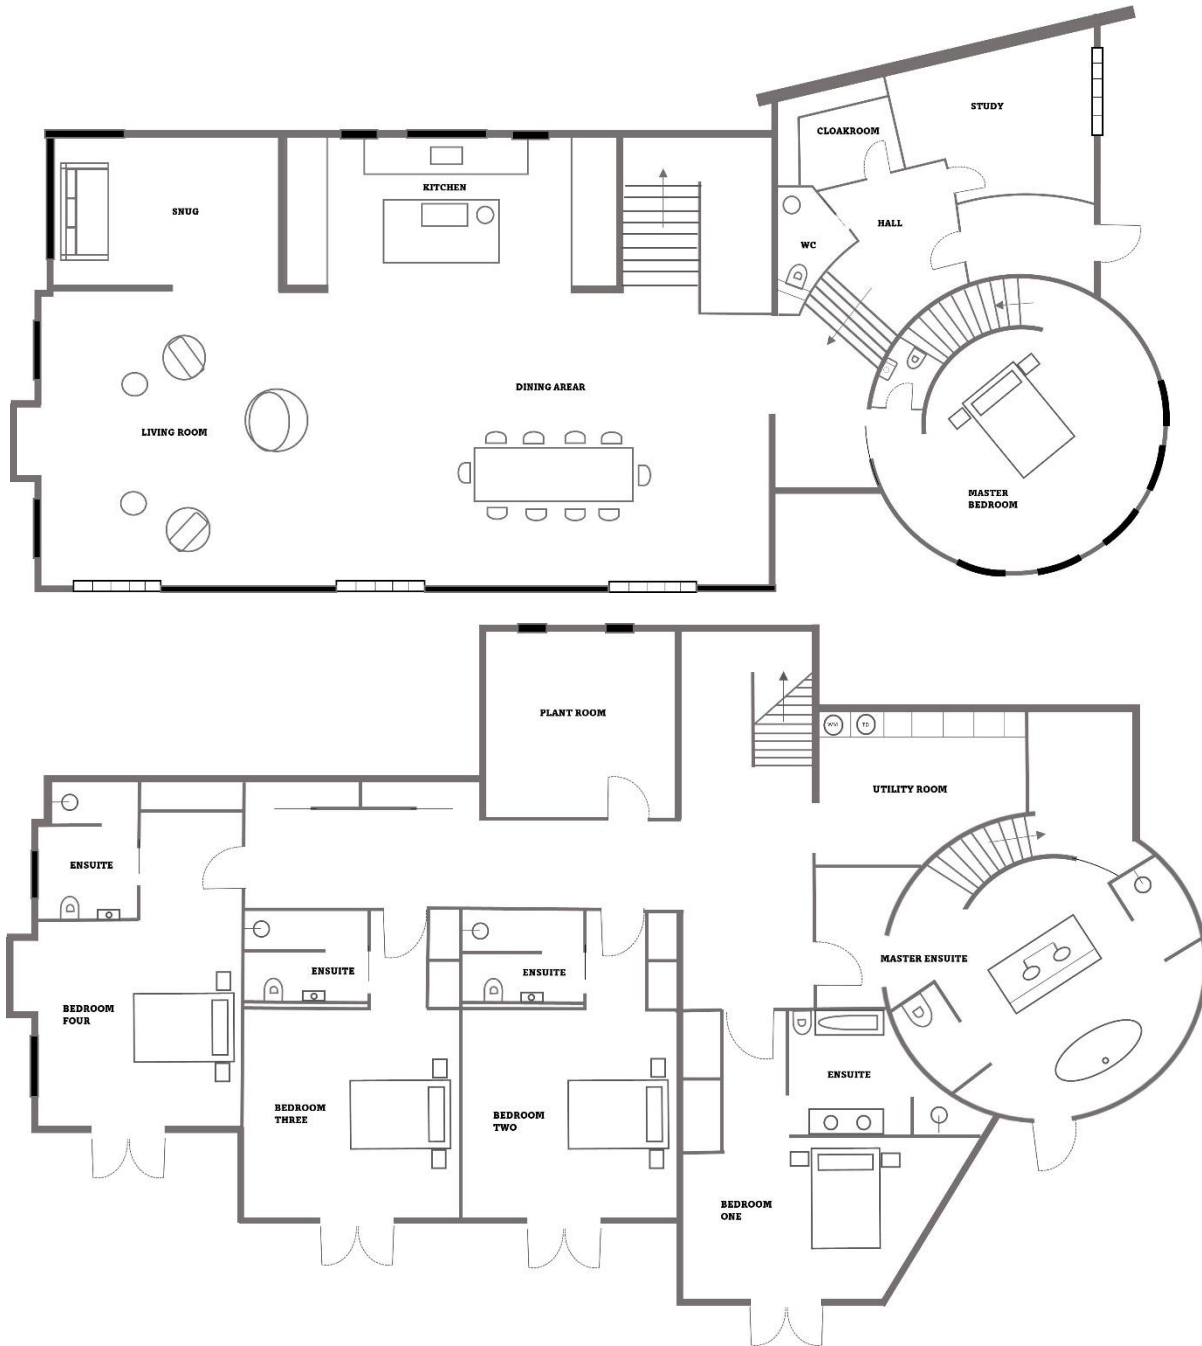 STUDY
CLOAKROOM
KITCHEN
SNUG
HALL
WC
DINING AREAR
LIVING ROOM
MASTER
BEDROOM
PLANT ROOM
WM
TD
UTILITY ROOM
ENSUITE
MASTER ENSUITE
ENSUITE
ENSUITE
BEDROOM
FOUR
ENSUITE
BEDROOM
THREE
BEDROOM
TWO
BEDROOM
ONE